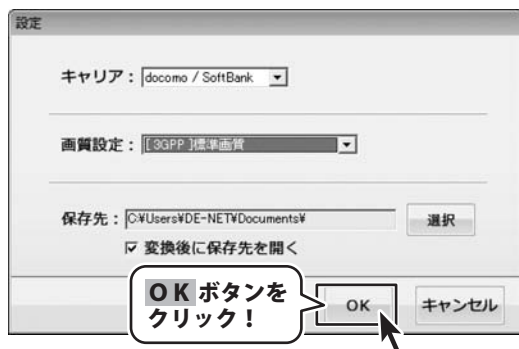 設定
キャリア： docomo / SoftBank
画質設定： [3GPP]標準画質
保存先： C:¥Users¥DE-NET¥Documents¥ 選択
変換後に保存先を開く
OK ボタンを
クリック！
OK キャンセル